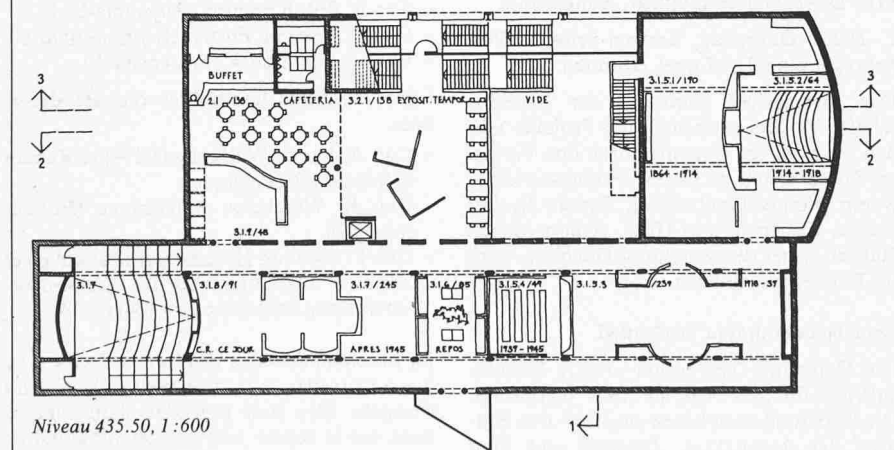 BUFFET
2.1 / 138 CAFETERIA 3.2.1 / 138 EXPOSIT. TEMPOR. VIDE
3.1.5.1 / 190 3.1.5.2 / 64
3 3
2 2
1864 - 1914 1914 - 1918
3.1.9 / 48
3.1.9 3.1.8 / 91 3.1.7 / 245 3.1.6 / 85 3.1.5.4 / 49 3.1.5.3 / 239 1918 - 39
C.R. CE JOUR APRES 1945 REPOS 1939 - 1945
1
Niveau 435.50, 1:600